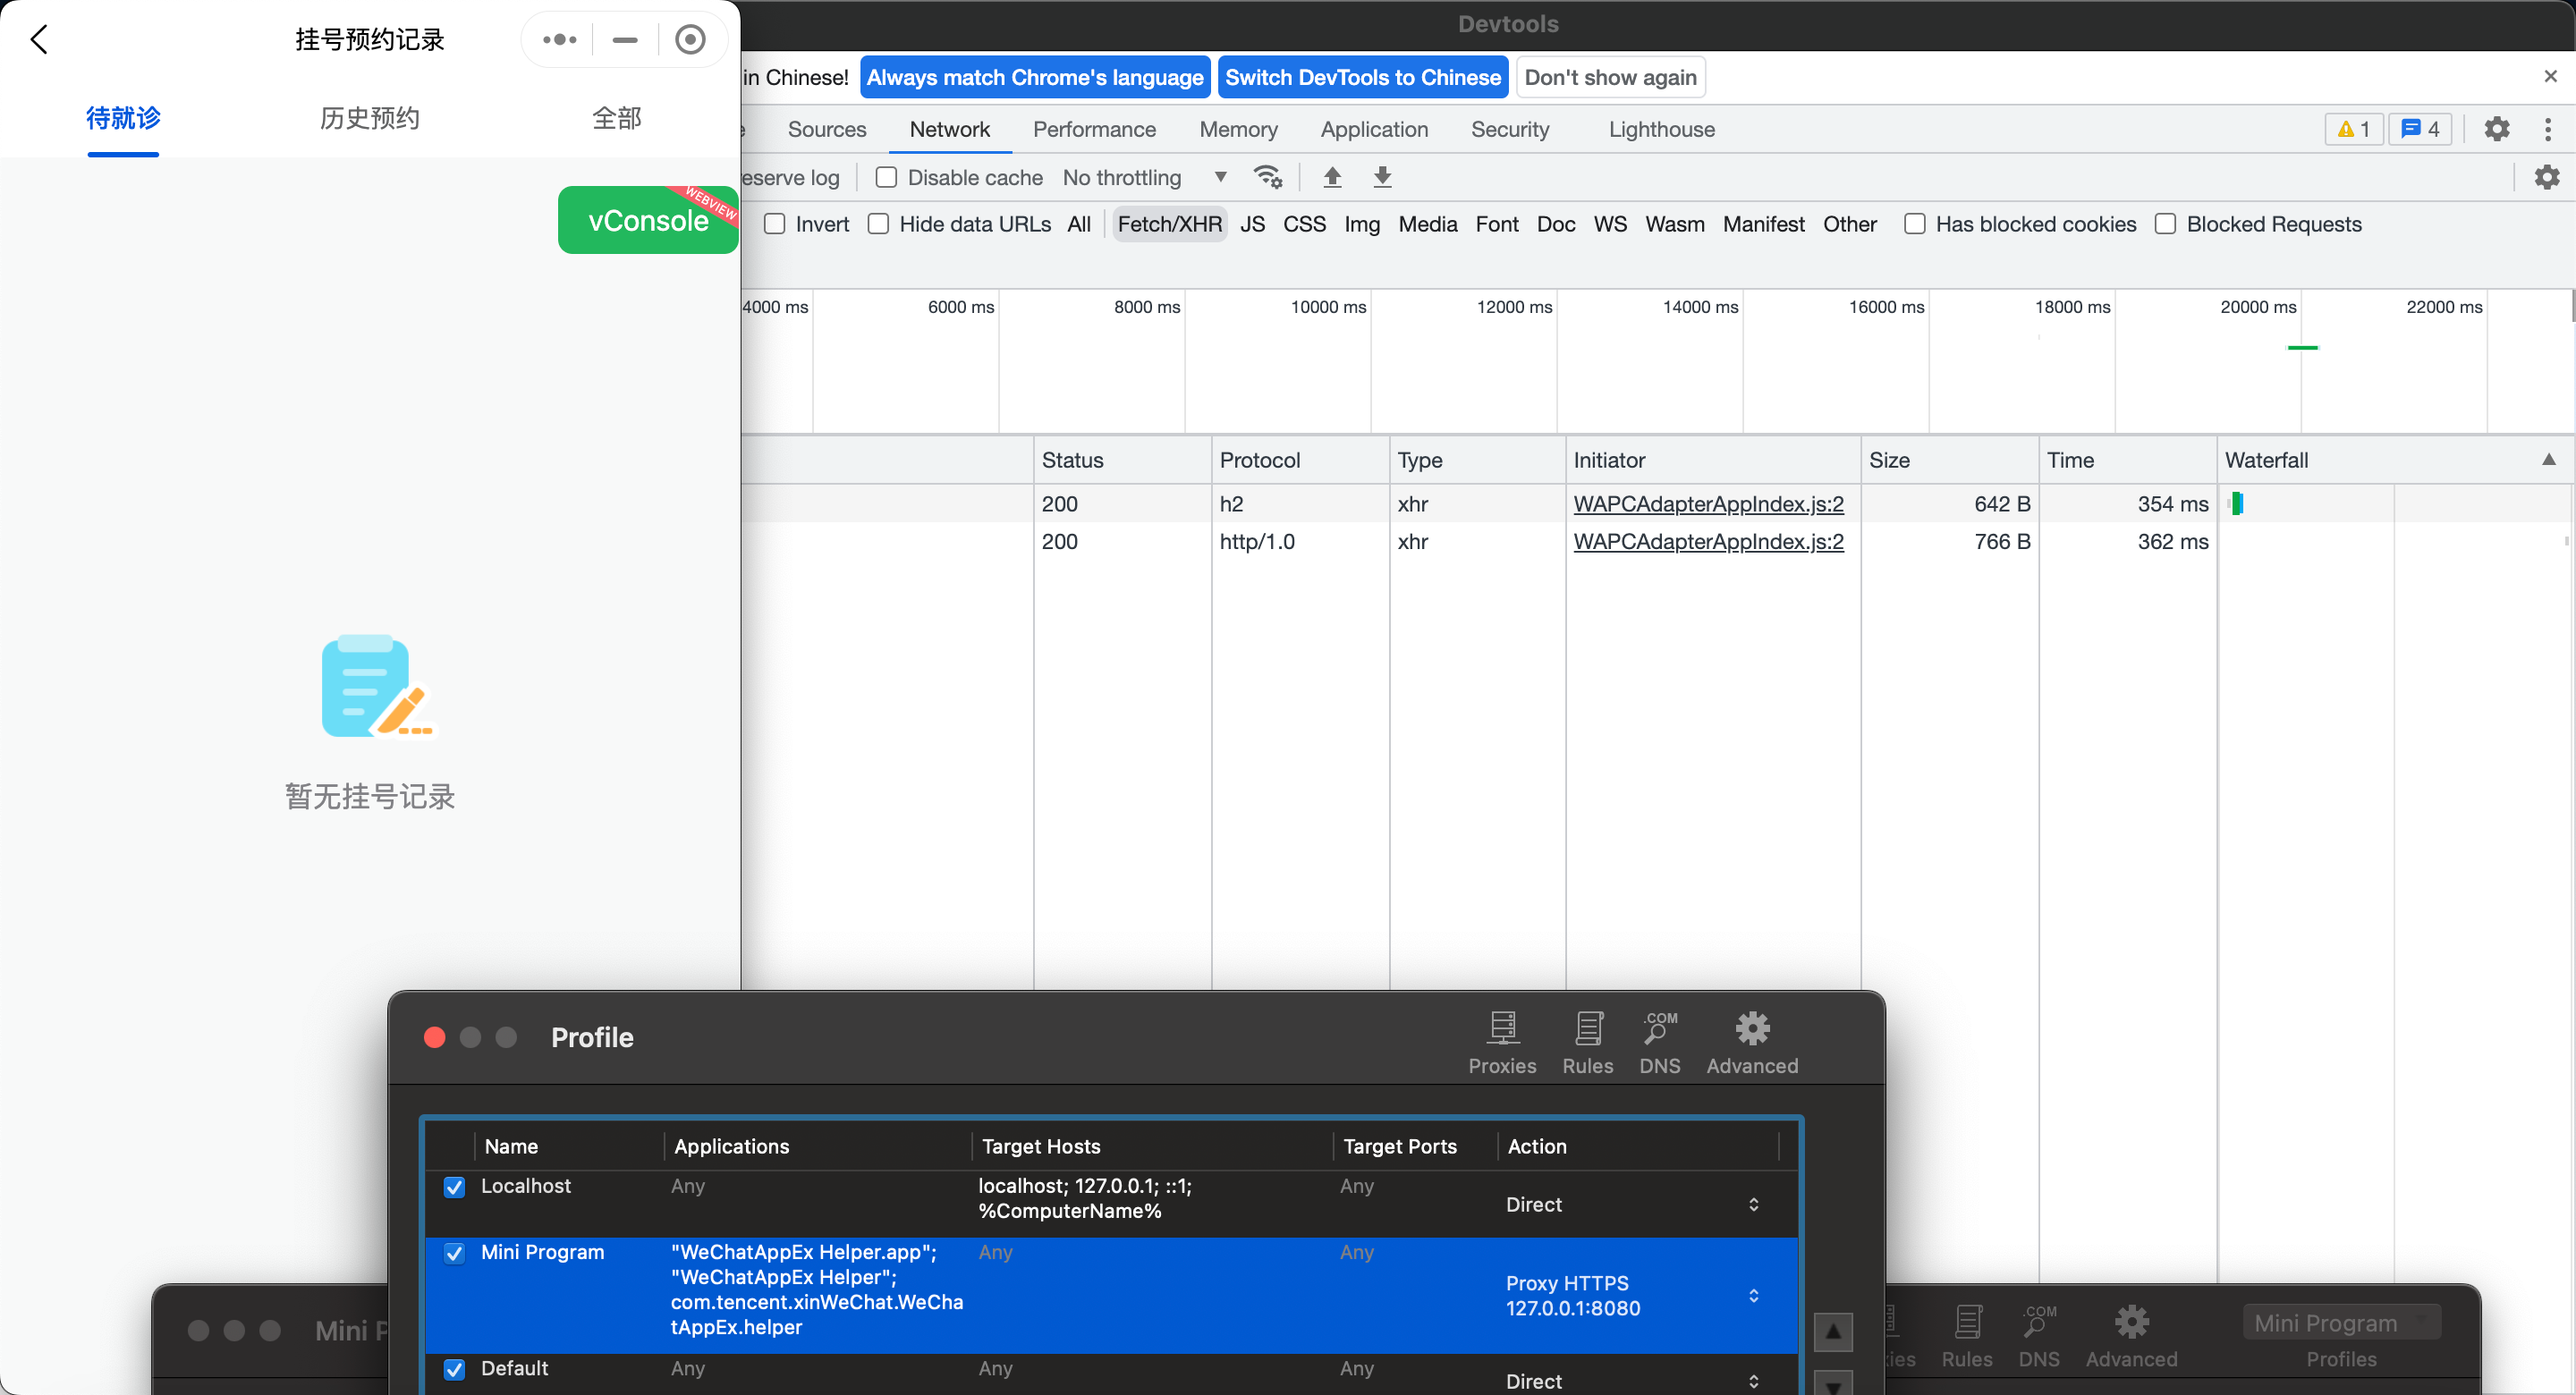 挂号预约记录
待就诊
历史预约
全部
WEBVIEW
vConsole
暂无挂号记录
Devtools
in Chinese!
Always match Chrome's language
Switch DevTools to Chinese
Don't show again
Sources
Network
Performance
Memory
Application
Security
Lighthouse
1
4
eserve log
Disable cache
No throttling
Invert
Hide data URLs
All
Fetch/XHR
JS
CSS
Img
Media
Font
Doc
WS
Wasm
Manifest
Other
Has blocked cookies
Blocked Requests
4000 ms
6000 ms
8000 ms
10000 ms
12000 ms
14000 ms
16000 ms
18000 ms
20000 ms
22000 ms
Status
Protocol
Type
Initiator
Size
Time
Waterfall
200
h2
xhr
WAPCAdapterAppIndex.js:2
642 B
354 ms
200
http/1.0
xhr
WAPCAdapterAppIndex.js:2
766 B
362 ms
Profile
Proxies
Rules
.COM
DNS
Advanced
Name
Applications
Target Hosts
Target Ports
Action
Localhost
Any
localhost; 127.0.0.1; ::1;
%ComputerName%
Any
Direct
Mini Program
"WeChatAppEx Helper.app";
"WeChatAppEx Helper";
com.tencent.xinWeChat.WeCha
tAppEx.helper
Any
Any
Proxy HTTPS
127.0.0.1:8080
Default
Any
Any
Any
Direct
Mini P
ies
Rules
.COM
DNS
Advanced
Mini Program
Profiles